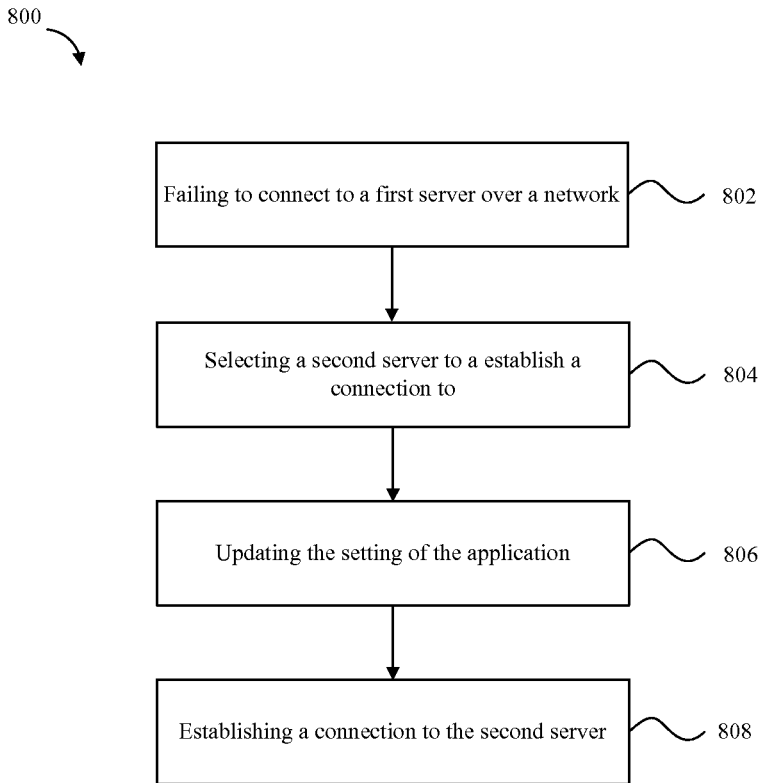 800
Failing to connect to a first server over a network
802
Selecting a second server to a establish a
connection to
804
Updating the setting of the application
806
Establishing a connection to the second server
808